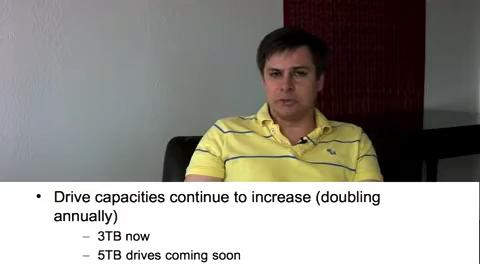 • Drive capacities continue to increase (doubling
annually)
– 3TB now
– 5TB drives coming soon